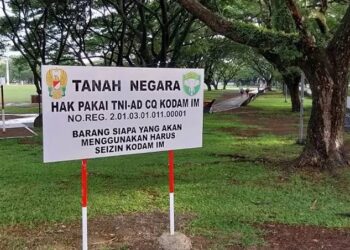 TANAH NEGARA
HAK PAKAI TNI-AD CQ KODAM IM
NO.REG. 2.01.03.01.011.00001
BARANG SIAPA YANG AKAN
MENGGUNAKAN HARUS
SEIZIN KODAM IM